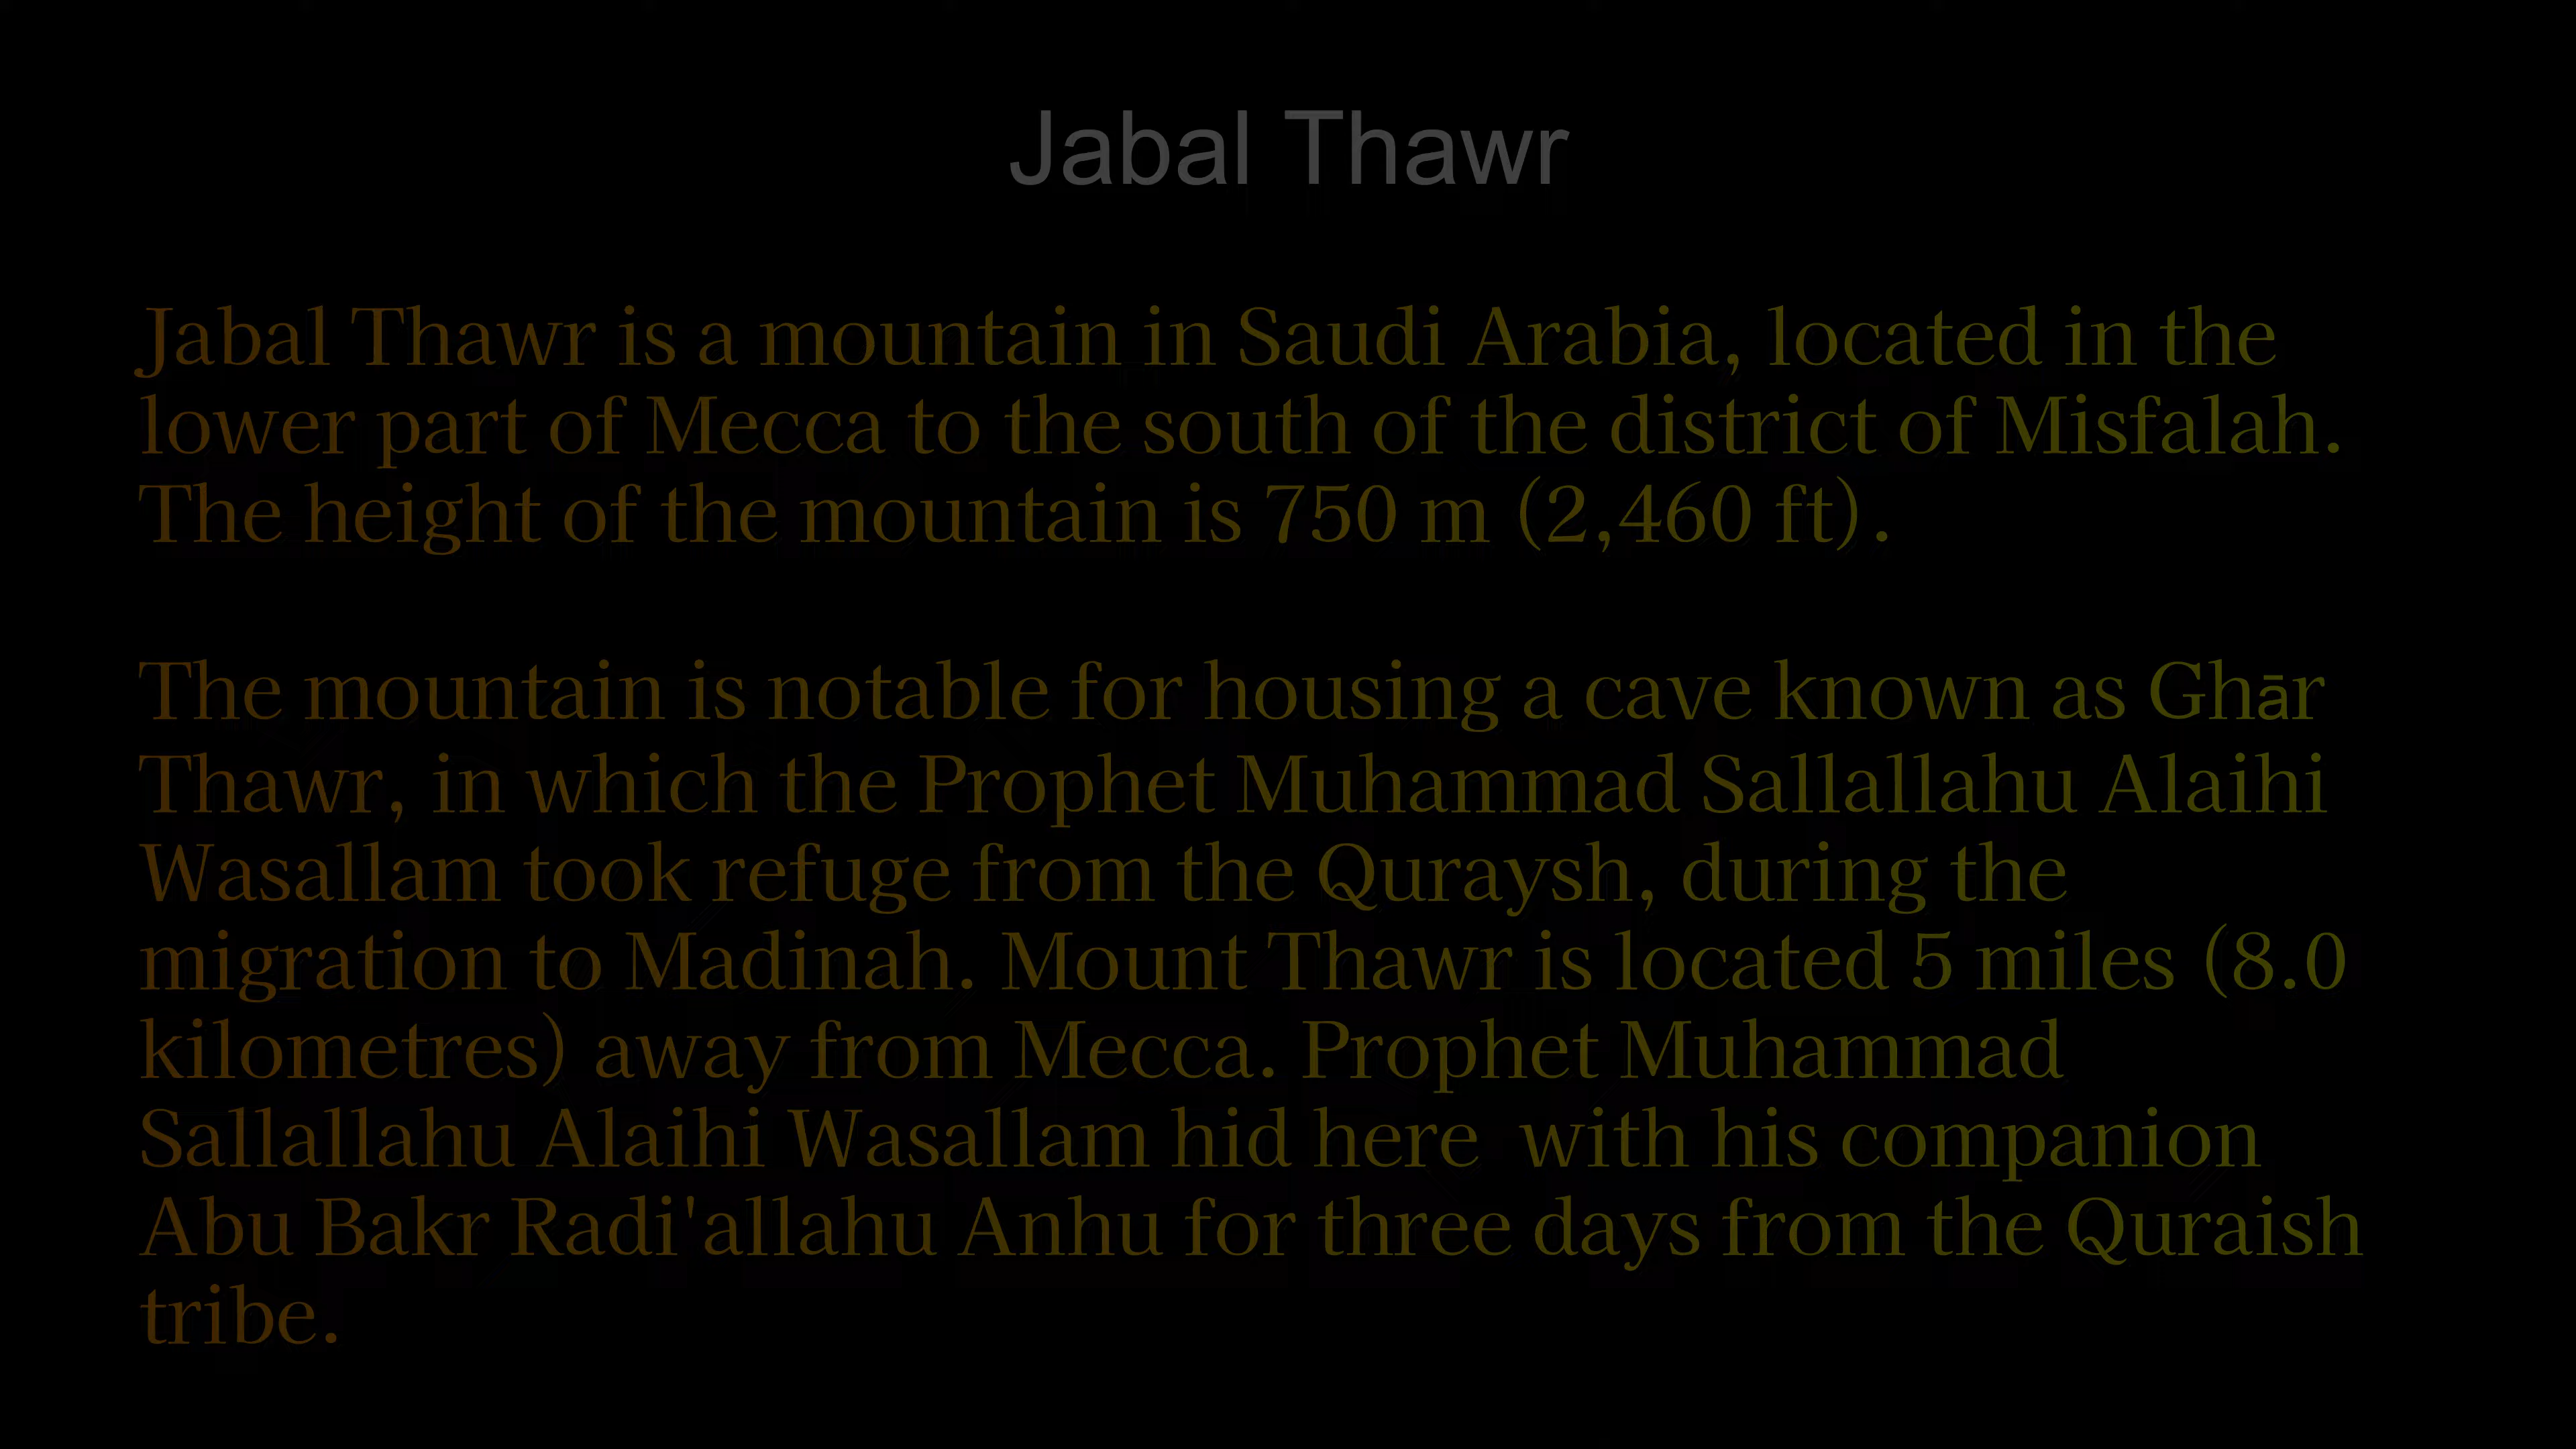 Jabal Thawr
Jabal Thawr is a mountain in Saudi Arabia, located in the
lower part of Mecca to the south of the district of Misfalah.
The height of the mountain is 750 m (2,460 ft).
The mountain is notable for housing a cave known as Ghār
Thawr, in which the Prophet Muhammad Sallallahu Alaihi
Wasallam took refuge from the Quraysh, during the
migration to Madinah. Mount Thawr is located 5 miles (8.0
kilometres) away from Mecca. Prophet Muhammad
Sallallahu Alaihi Wasallam hid here  with his companion
Abu Bakr Radi'allahu Anhu for three days from the Quraish
tribe.